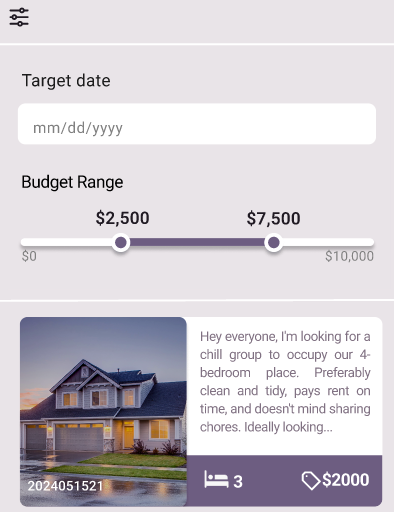 Target date
mm/dd/yyyy
Budget Range
$2,500 $7,500
$0 $10,000
Hey everyone, I'm looking for a
chill group to occupy our 4-
bedroom place. Preferably
clean and tidy, pays rent on
time, and doesn't mind sharing
chores. Ideally looking...
2024051521
3 $2000